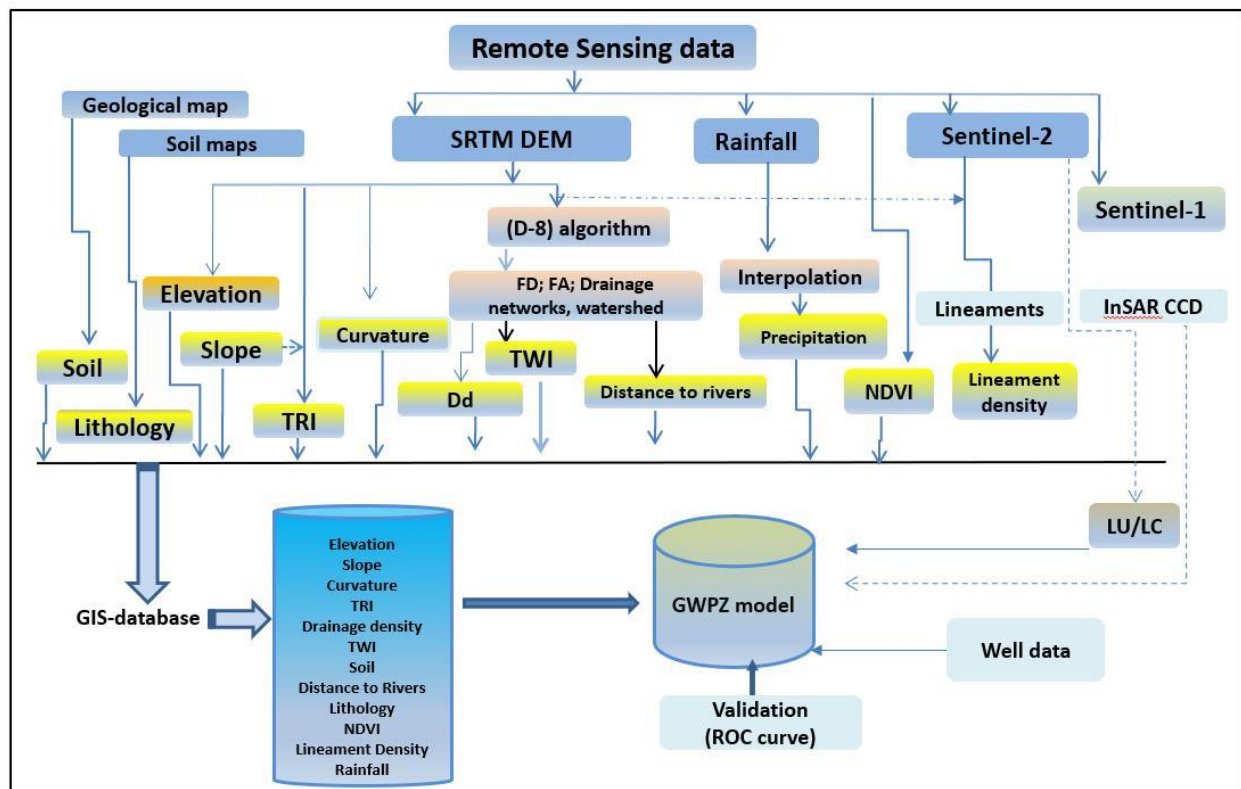 Remote Sensing data
Geological map
Soil maps
SRTM DEM
Rainfall
Sentinel-2
Sentinel-1
(D-8) algorithm
Elevation
FD; FA; Drainage
networks, watershed
Interpolation
Lineaments
InSAR CCD
Slope
Curvature
Precipitation
Soil
TWI
Lithology
TRI
Dd
Distance to rivers
NDVI
Lineament
density
LU/LC
Elevation
Slope
Curvature
TRI
Drainage density
TWI
Soil
Distance to Rivers
Lithology
NDVI
Lineament Density
Rainfall
GIS-database
GWPZ model
Well data
Validation
(ROC curve)